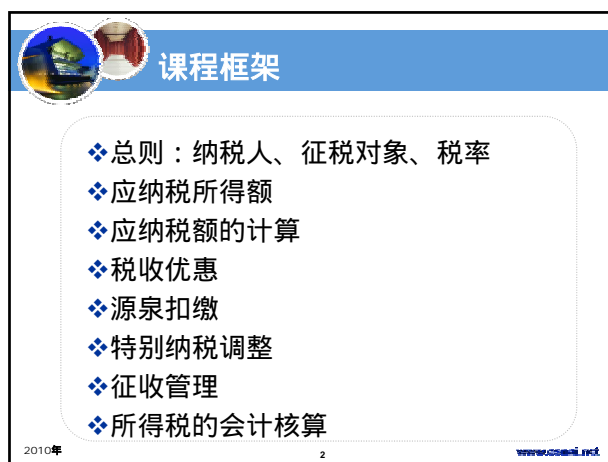 课程框架
总则：纳税人、征税对象、税率
应纳税所得额
应纳税额的计算
税收优惠
源泉扣缴
特别纳税调整
征收管理
所得税的会计核算
2010年
2